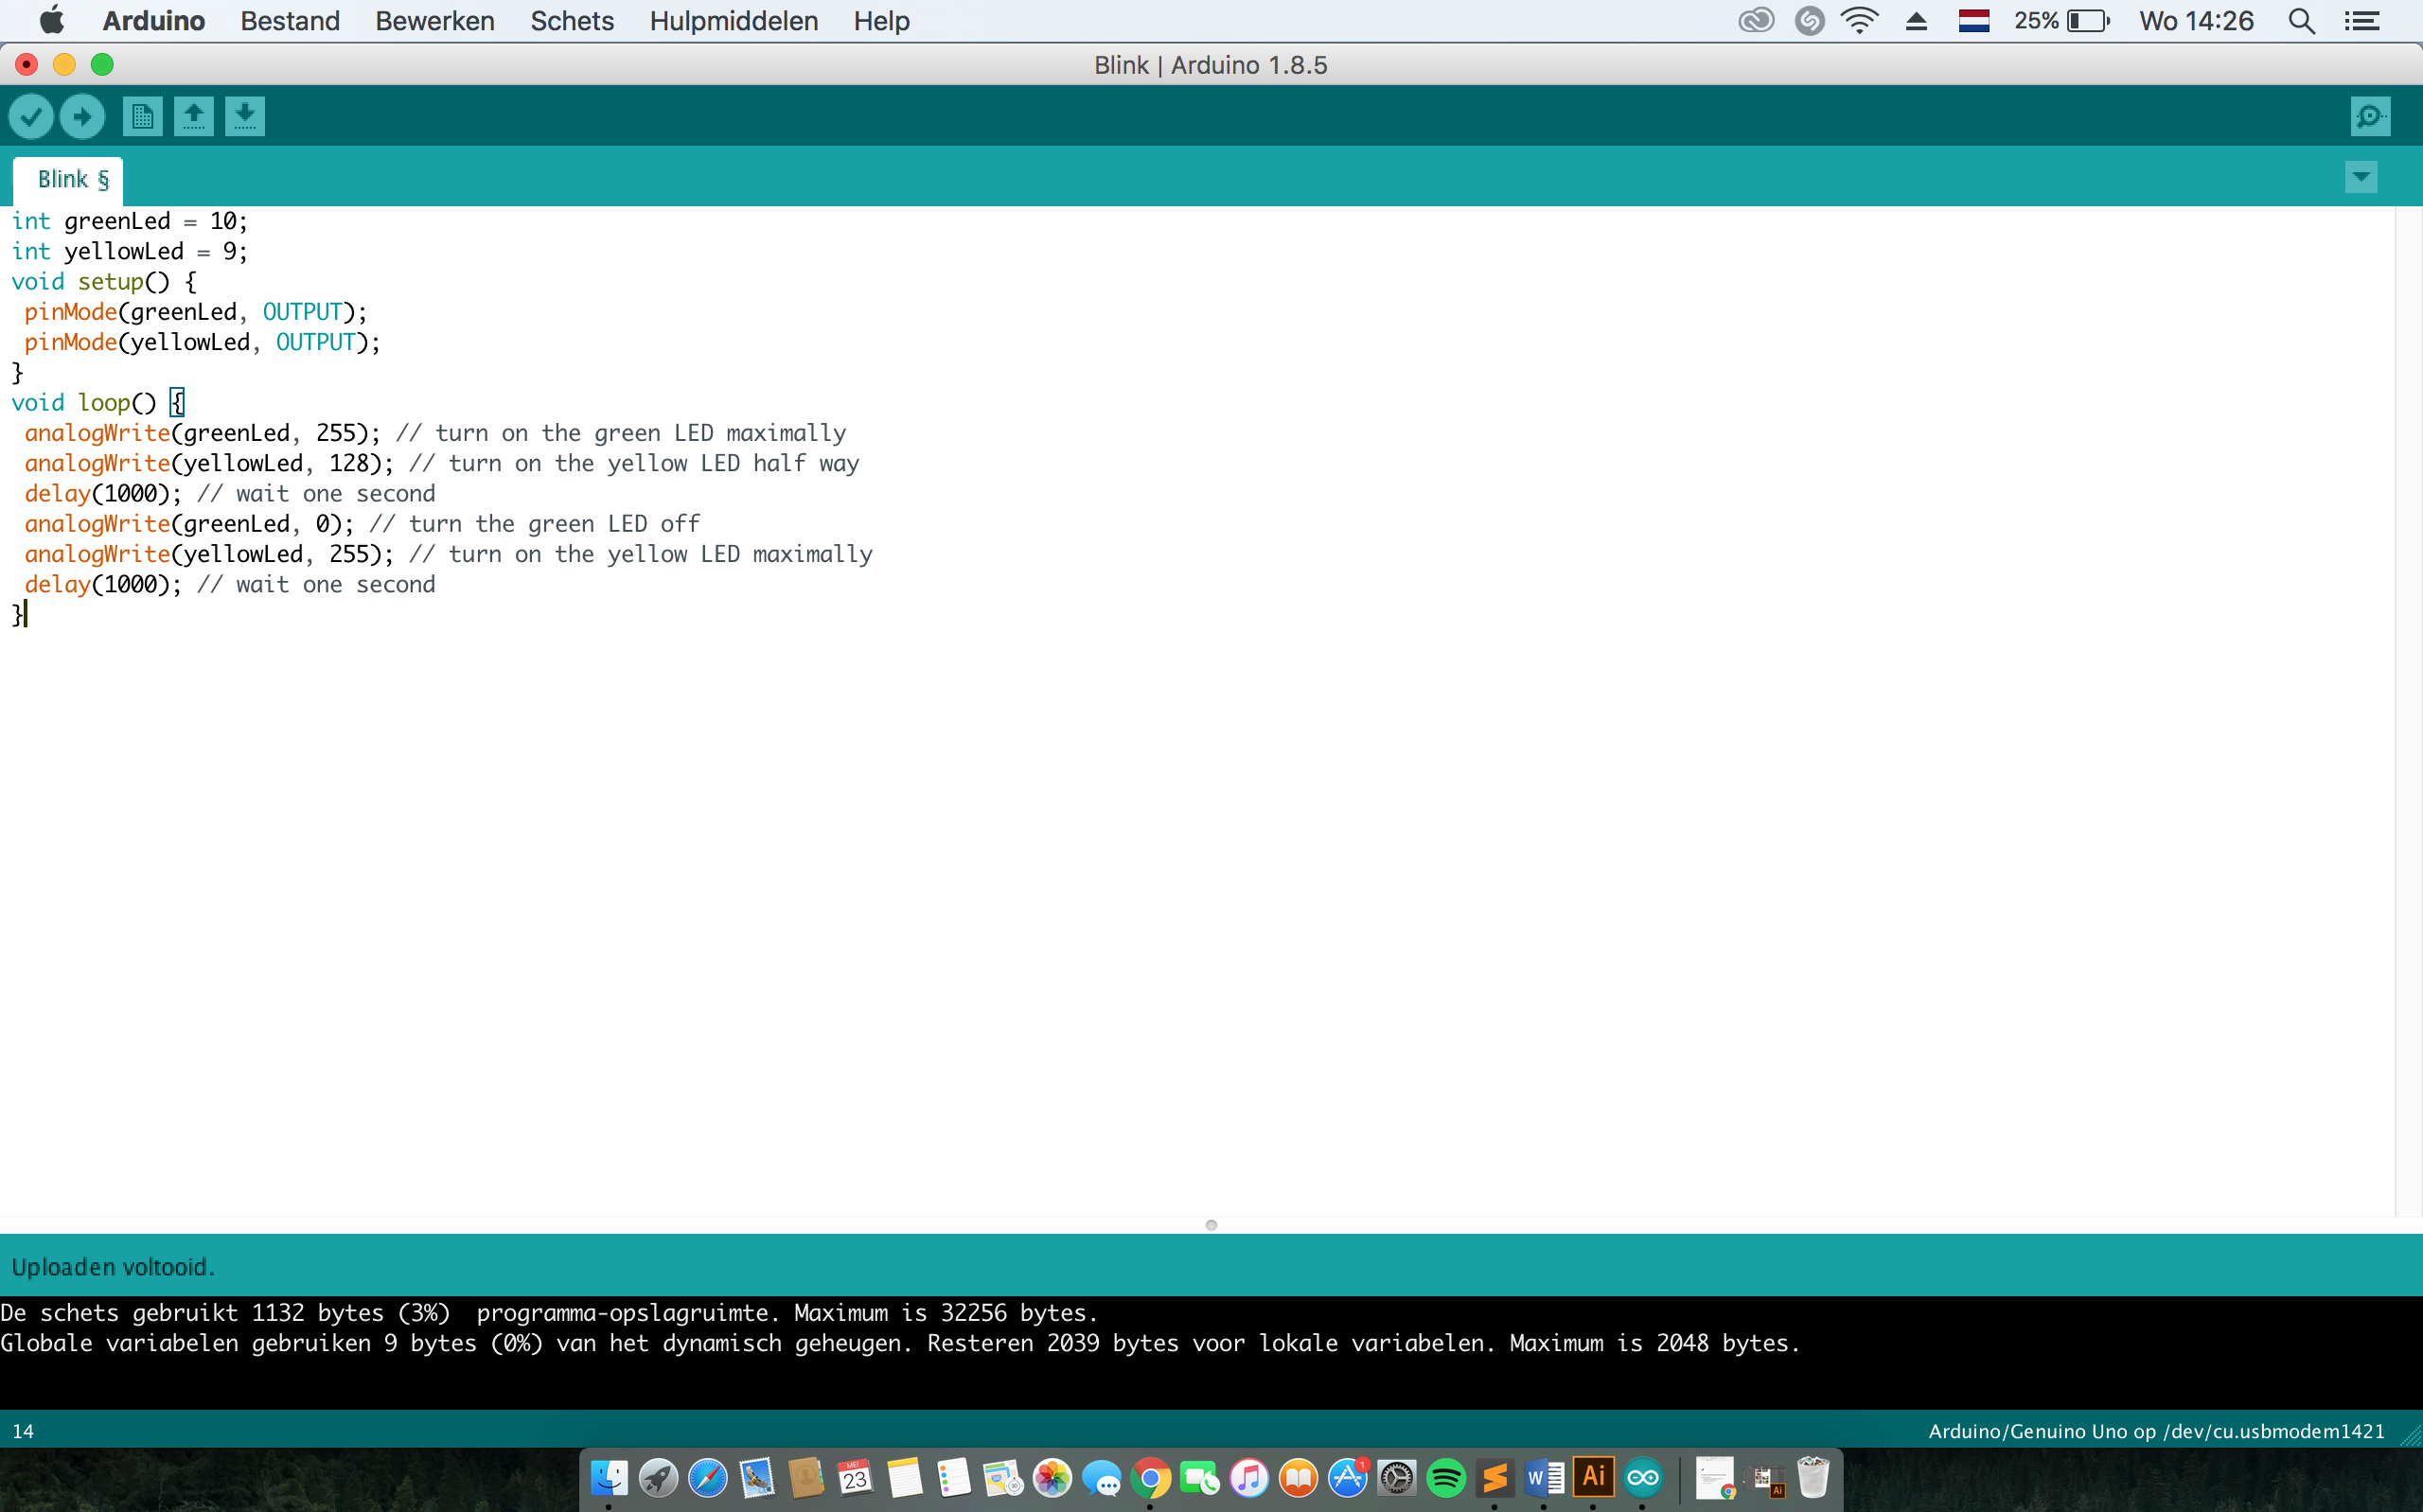 Arduino Bestand Bewerken Schets Hulpmiddelen Help 25% Wo 14:26
Blink | Arduino 1.8.5
Blink §
int greenLed = 10;
int yellowLed = 9;
void setup() {
pinMode(greenLed, OUTPUT);
pinMode(yellowLed, OUTPUT);
}
void loop() {
analogWrite(greenLed, 255); // turn on the green LED maximally
analogWrite(yellowLed, 128); // turn on the yellow LED half way
delay(1000); // wait one second
analogWrite(greenLed, 0); // turn the green LED off
analogWrite(yellowLed, 255); // turn on the yellow LED maximally
delay(1000); // wait one second
}
Uploaden voltooid.
De schets gebruikt 1132 bytes (3%)  programma-opslagruimte. Maximum is 32256 bytes.
Globale variabelen gebruiken 9 bytes (0%) van het dynamisch geheugen. Resteren 2039 bytes voor lokale variabelen. Maximum is 2048 bytes.
14 Arduino/Genuino Uno op /dev/cu.usbmodem1421
MEI
23
1
W
Ai
Ai